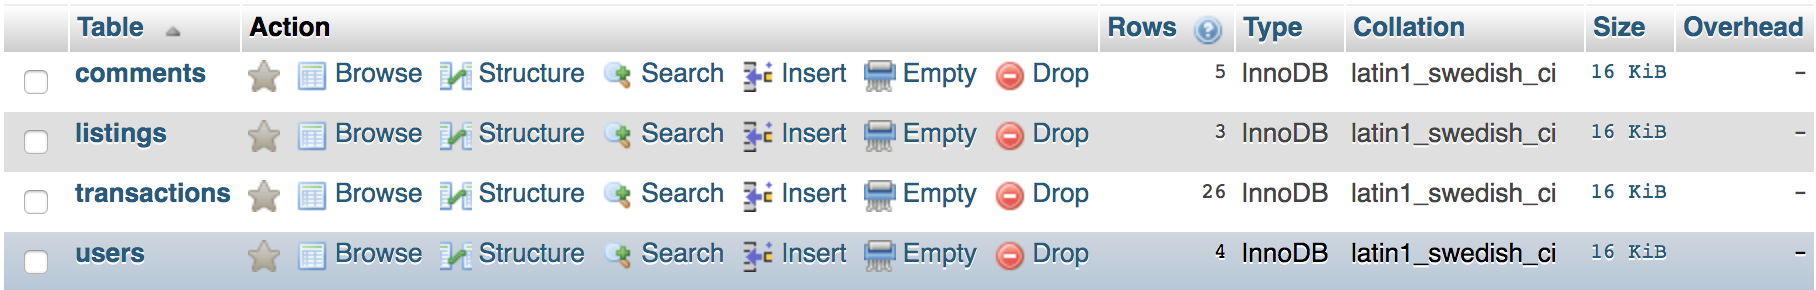 Table Action Rows Type Collation Size Overhead
comments Browse Structure Search Insert Empty Drop 5 InnoDB latin1_swedish_ci 16 KiB –
listings Browse Structure Search Insert Empty Drop 3 InnoDB latin1_swedish_ci 16 KiB –
transactions Browse Structure Search Insert Empty Drop 26 InnoDB latin1_swedish_ci 16 KiB –
users Browse Structure Search Insert Empty Drop 4 InnoDB latin1_swedish_ci 16 KiB –